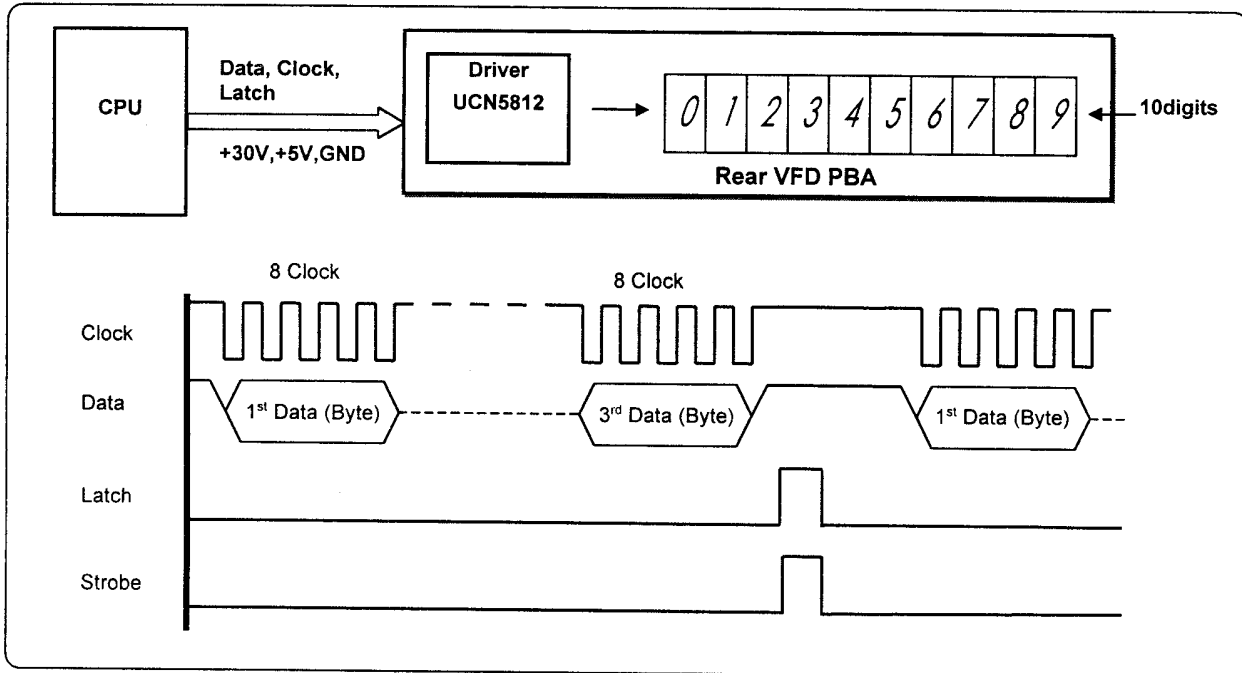 CPU
Data, Clock,
Latch
+30V,+5V,GND
Driver
UCN5812
0 1 2 3 4 5 6 7 8 9
10digits
Rear VFD PBA
8 Clock
8 Clock
Clock
Data
1st Data (Byte)
3rd Data (Byte)
1st Data (Byte)
Latch
Strobe